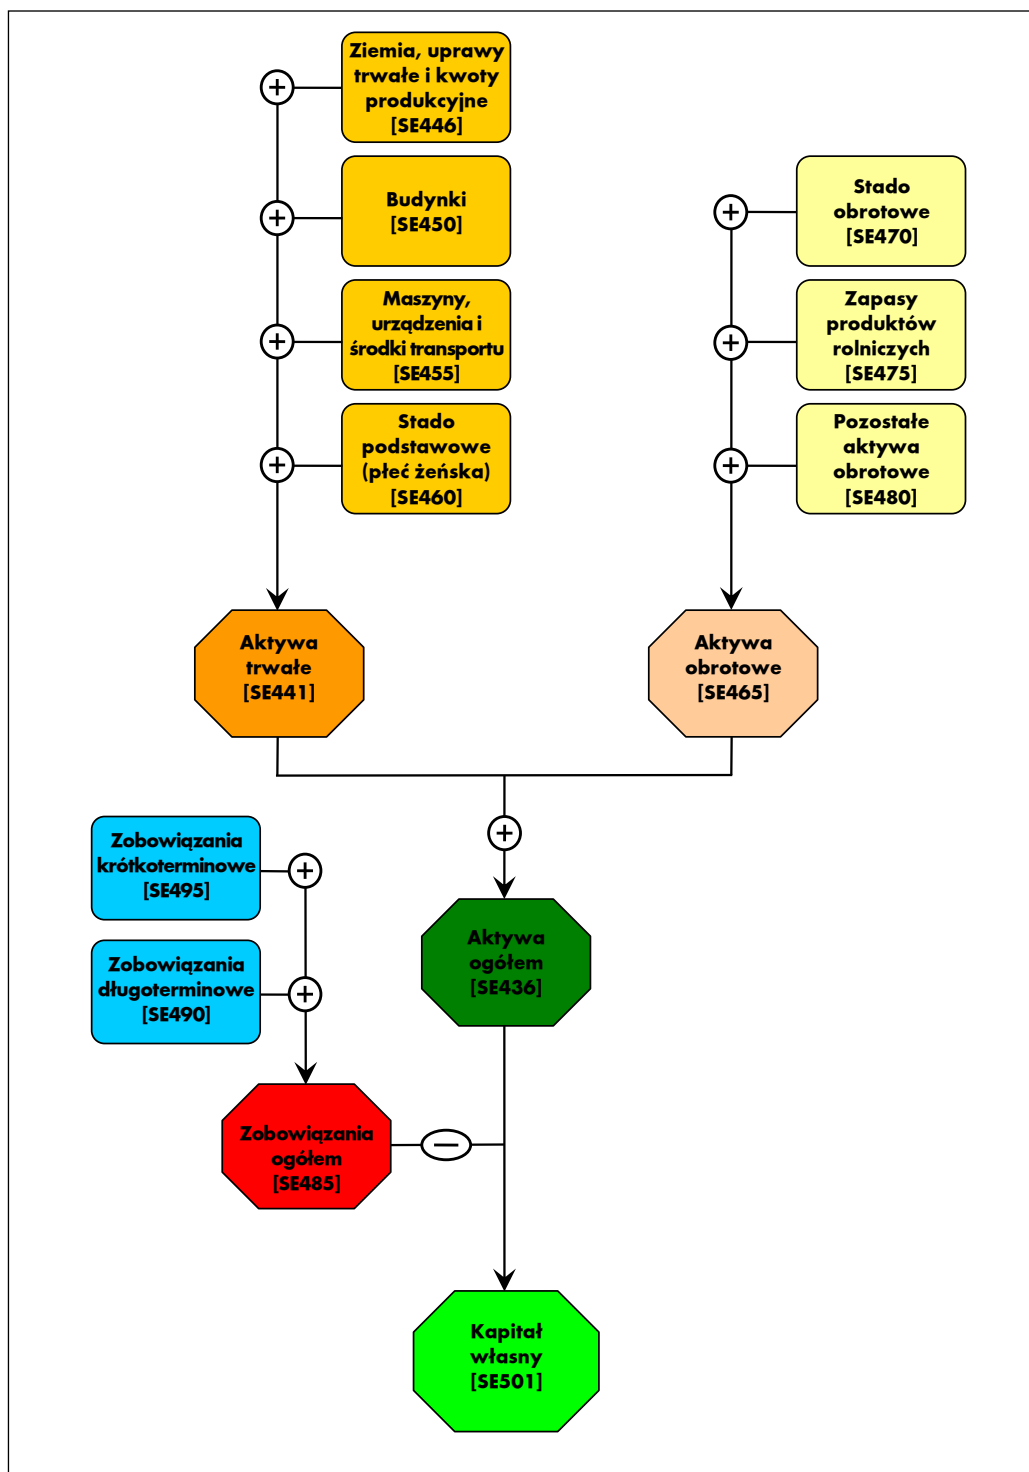 Ziemia, uprawy
trwałe i kwoty
produkcyjne
[SE446]
Budynki
[SE450]
Maszyny,
urządzenia i
środki transportu
[SE455]
Stado
podstawowe
(płeć żeńska)
[SE460]
Stado
obrotowe
[SE470]
Zapasy
produktów
rolniczych
[SE475]
Pozostałe
aktywa
obrotowe
[SE480]
Aktywa
trwałe
[SE441]
Aktywa
obrotowe
[SE465]
Zobowiązania
krótkoterminowe
[SE495]
Zobowiązania
długoterminowe
[SE490]
Aktywa
ogółem
[SE436]
Zobowiązania
ogółem
[SE485]
Kapitał
własny
[SE501]